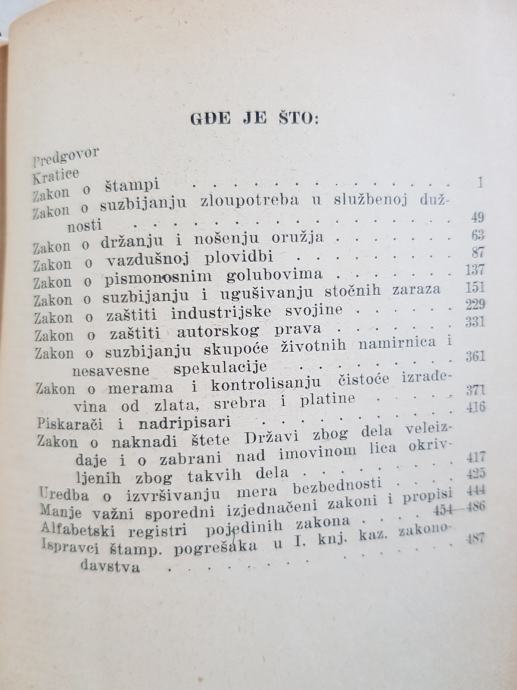 GĐE JE ŠTO:
Predgovor
Kratice
Zakon o štampi . . . . . . . . . . . . . . 1
Zakon o suzbijanju zloupotreba u službenoj duž-
nosti . . . . . . . . . . . . . . . 49
Zakon o držanju i nošenju oružja . . . . . . . 63
Zakon o vazdušnoj plovidbi . . . . . . . . 87
Zakon o pismonosnim golubovima . . . . . . . 137
Zakon o suzbijanju i ugušivanju stočnih zaraza 151
Zakon o zaštiti industrijske svojine . . . . . . 229
Zakon o zaštiti autorskog prava . . . . . . . 331
Zakon o suzbijanju skupoće životnih namirnica i
nesavesne spekulacije . . . . . . . . 361
Zakon o merama i kontrolisanju čistoće izrađe-
vina od zlata, srebra i platine . . . . . 371
Piskarači i nadripisari . . . . . . . . . . 416
Zakon o naknadi štete Državi zbog dela veleiz-
daje i o zabrani nad imovinom lica okriv-
ljenih zbog takvih dela . . . . . . . . 417
Uredba o izvršivanju mera bezbednosti . . . . 425
Manje važni sporedni izjednačeni zakoni i propisi 444
Alfabetski registri pojedinih zakona . . . . 454—486
Ispravci štamp. pogrešaka u I. knj. kaz. zakono-
davstva . . . . . . . . . . . . . 487